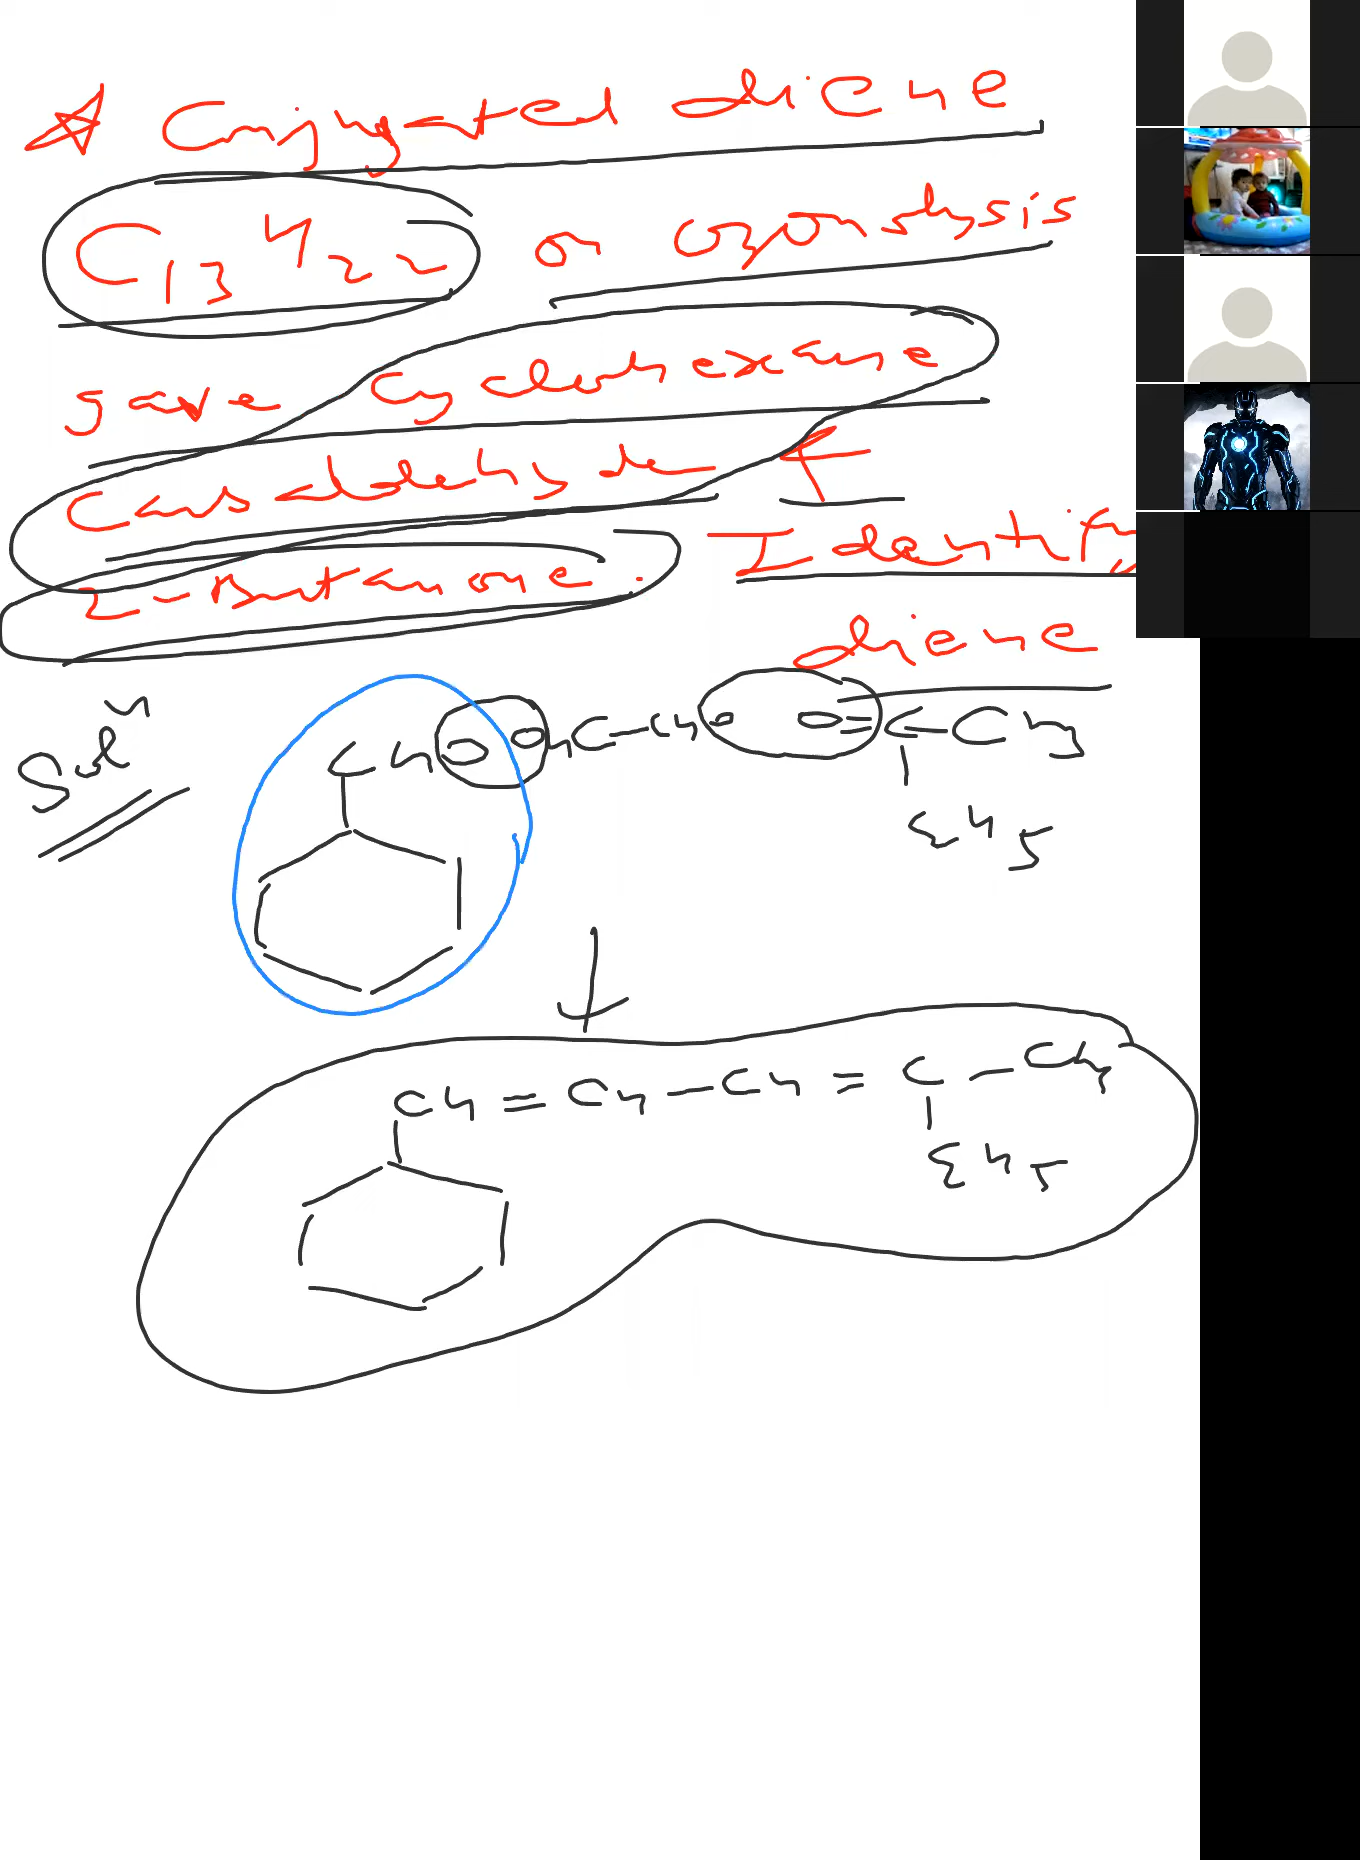 ☆ Conjugated diene
C13H22 on ozonolysis
gave Cyclohexane
Carbaldehyde &
2-Butanone. Identify
diene
Soln
CHO OHC-CHO O=C-CH3
C2H5
CH=CH-CH=C-CH3
C2H5